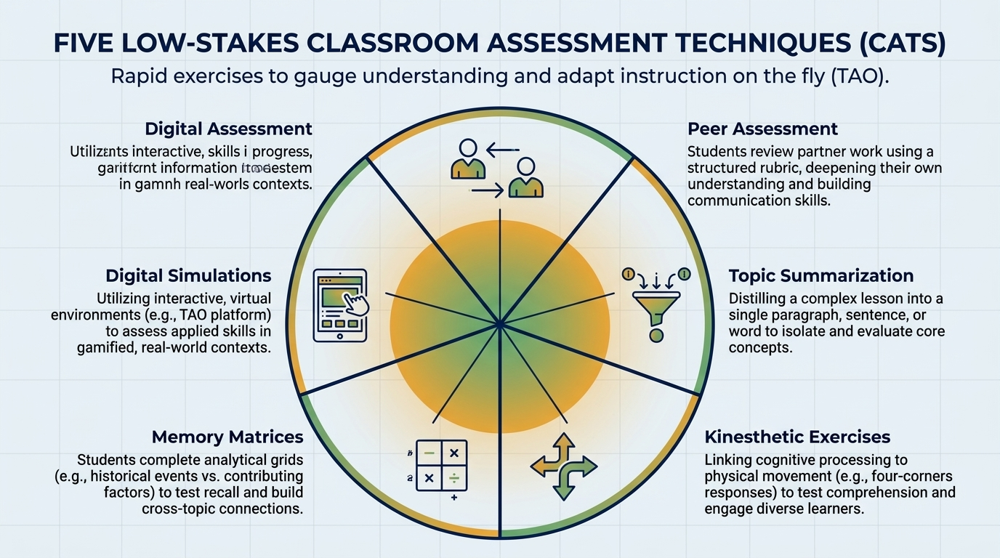 FIVE LOW-STAKES CLASSROOM ASSESSMENT TECHNIQUES (CATS)
Rapid exercises to gauge understanding and adapt instruction on the fly (TAO).
Digital Assessment
interactive, skills i progress,
information
in gamnh real-worls contexts.
Peer Assessment
Students review partner work using a
structured rubric, deepening their own
understanding and building
communication skills.
Digital Simulations
Utilizing interactive, virtual
environments (e.g., TAO platform)
to assess applied skills in
gamified, real-world contexts.
Topic Summarization
Distilling a complex lesson into a
single paragraph, sentence, or
word to isolate and evaluate core
concepts.
Memory Matrices
Students complete analytical grids
(e.g., historical events vs. contributing
factors) to test recall and build
cross-topic connections.
Kinesthetic Exercises
Linking cognitive processing to
physical movement (e.g., four-corners
responses) to test comprehension and
engage diverse learners.